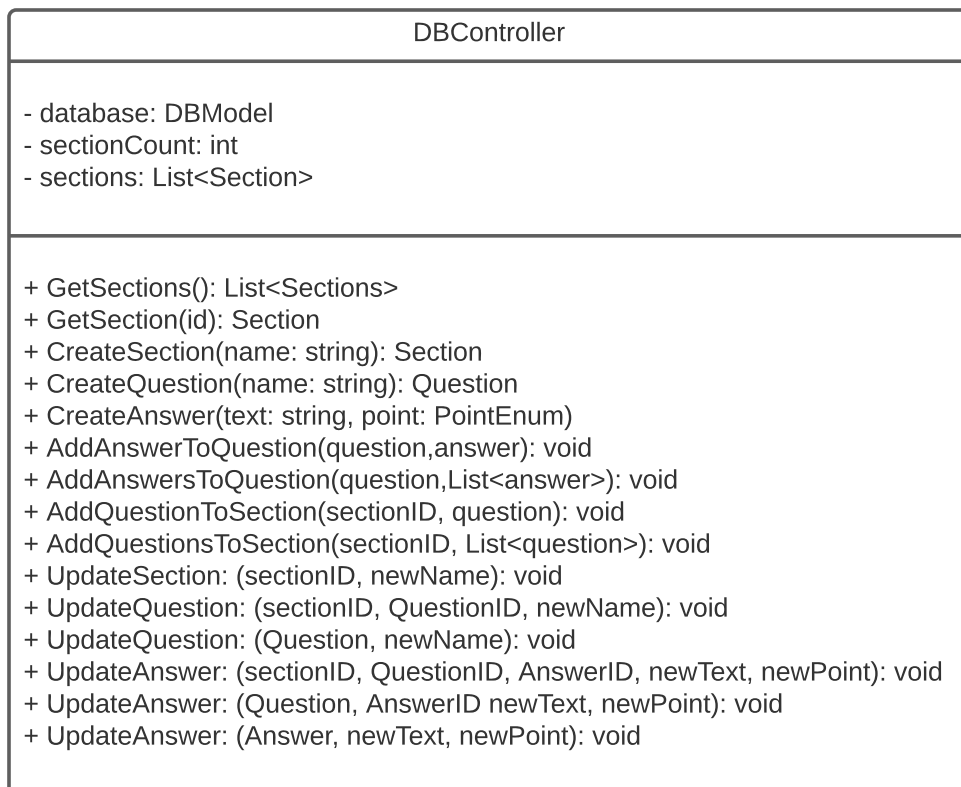 DBController
- database: DBModel
- sectionCount: int
- sections: List<Section>
+ GetSections(): List<Sections>
+ GetSection(id): Section
+ CreateSection(name: string): Section
+ CreateQuestion(name: string): Question
+ CreateAnswer(text: string, point: PointEnum)
+ AddAnswerToQuestion(question,answer): void
+ AddAnswersToQuestion(question,List<answer>): void
+ AddQuestionToSection(sectionID, question): void
+ AddQuestionsToSection(sectionID, List<question>): void
+ UpdateSection: (sectionID, newName): void
+ UpdateQuestion: (sectionID, QuestionID, newName): void
+ UpdateQuestion: (Question, newName): void
+ UpdateAnswer: (sectionID, QuestionID, AnswerID, newText, newPoint): void
+ UpdateAnswer: (Question, AnswerID newText, newPoint): void
+ UpdateAnswer: (Answer, newText, newPoint): void